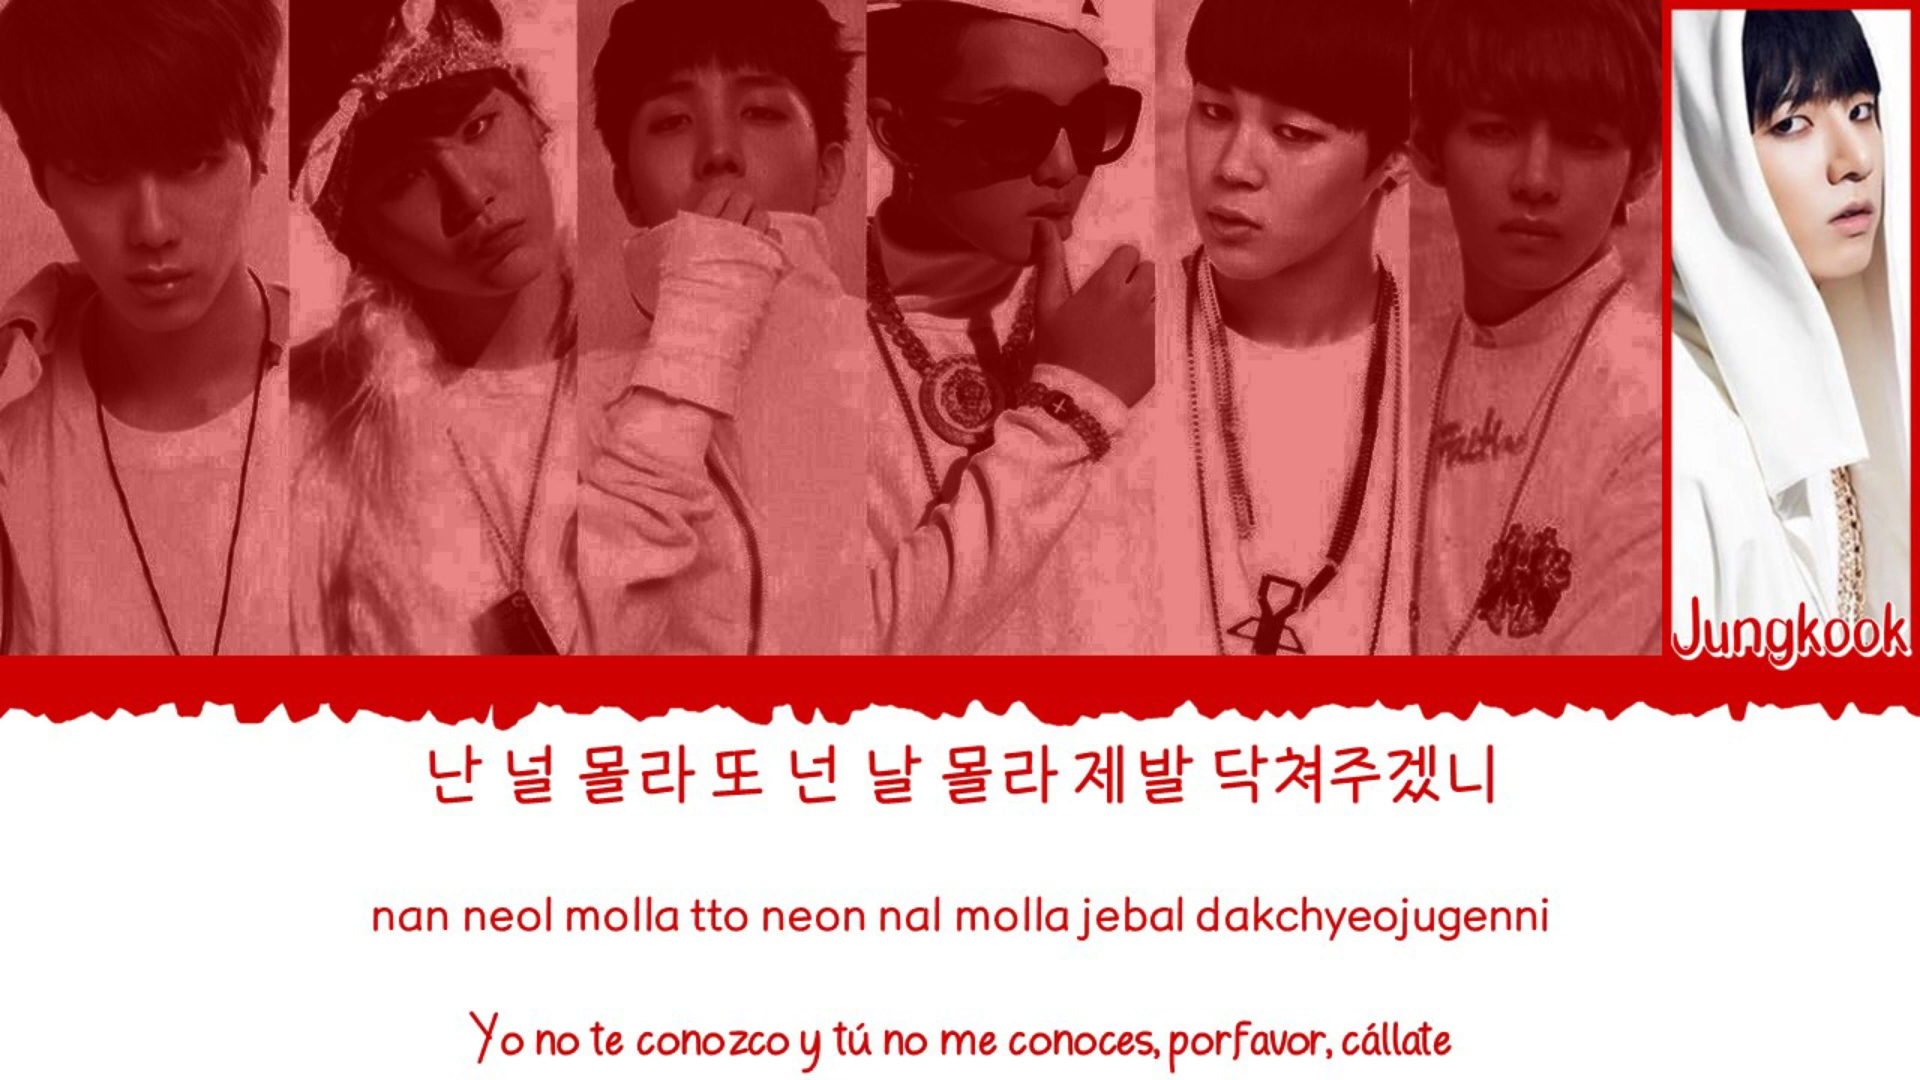 Jungkook
난 널 몰라 또 넌 날 몰라 제발 닥쳐주겠니
nan neol molla tto neon nal molla jebal dakchyeojugenni
Yo no te conozco y tú no me conoces, porfavor, cállate